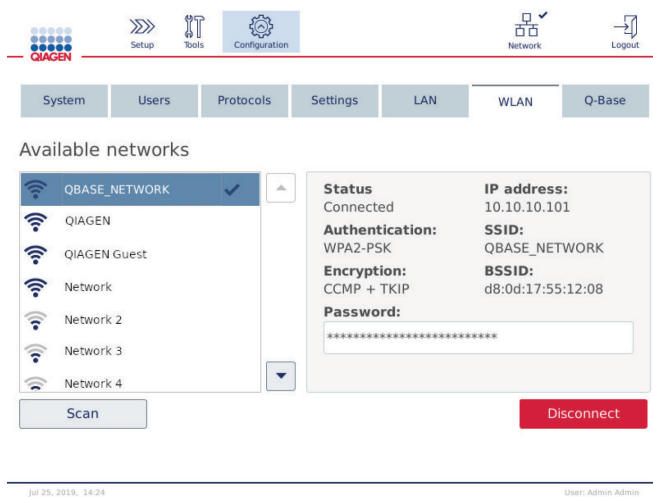 QIAGEN
Setup
Tools
Configuration
Network
Logout
System
Users
Protocols
Settings
LAN
WLAN
Q-Base
Available networks
QBASE_NETWORK
QIAGEN
QIAGEN Guest
Network
Network 2
Network 3
Network 4
Scan
Status
Connected
Authentication:
WPA2-PSK
Encryption:
CCMP + TKIP
IP address:
10.10.10.101
SSID:
QBASE_NETWORK
BSSID:
d8:0d:17:55:12:08
Password:
**************************
Disconnect
Jul 25, 2019, 14:24
User: Admin Admin